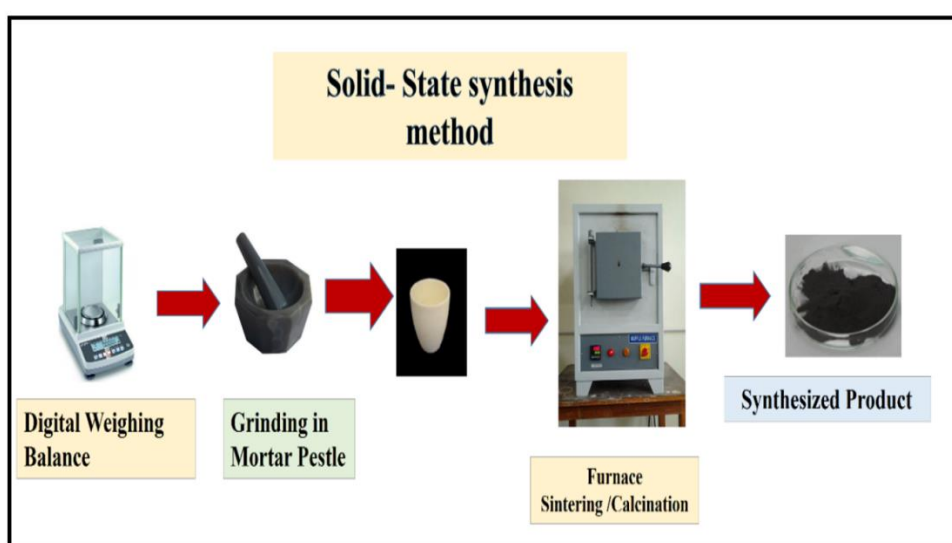 Solid- State synthesis
method
Digital Weighing
Balance
Grinding in
Mortar Pestle
Furnace
Sintering /Calcination
Synthesized Product